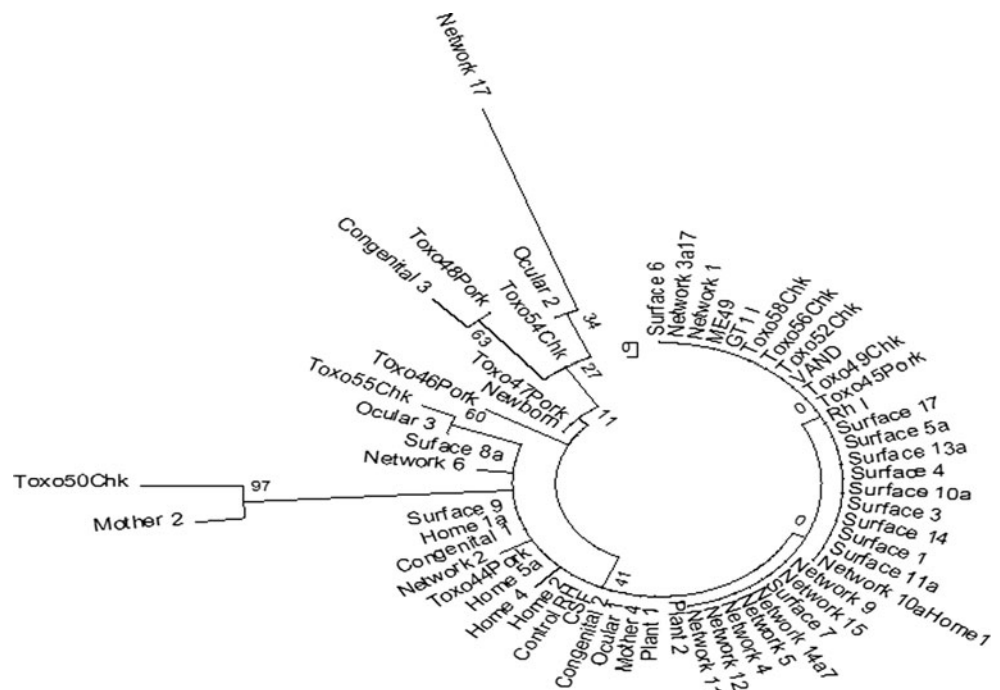 Network 17
Congenital 3
Toxo48Pork
Ocular 2
Toxo54Chk
34
63
27
Toxo47Pork
Newborn 1
11
Toxo46Pork
60
Toxo55Chk
Ocular 3
Suface 8a
Network 6
Toxo50Chk
97
Mother 2
Surface 9
Home 1a
Congenital 1
Network 2
Toxo44Pork
Home 5a
Home 4
Home 2
Control RH
Congenital 2
Ocular 1
Mother 4
Plant 1
41
Plant 2
Network 12
Network 4
Network 5
Network 14a7
Surface 7
Network 15
Network 9
Network 10aHome1
Surface 11a
Surface 1
Surface 14
Surface 3
Surface 10a
Surface 4
Surface 13a
Surface 5a
Surface 17
Rh I
Toxo45Pork
Toxo49Chk
VAND
Toxo52Chk
Toxo56Chk
Toxo58Chk
GT1 I
ME49
Network 1
Network 3a17
Surface 6
0
0
0